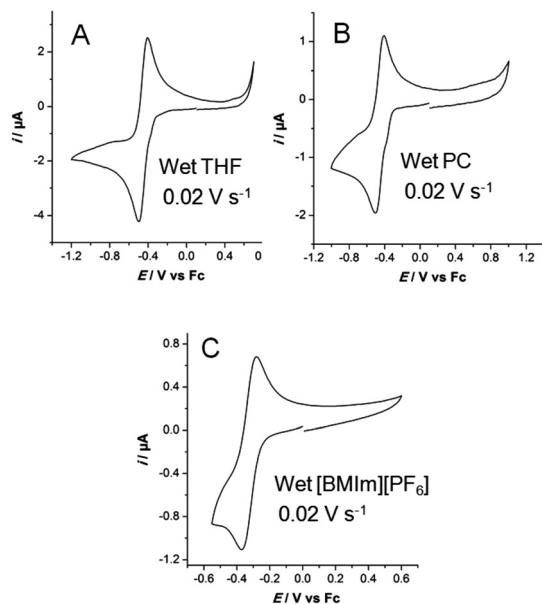 A
2
0
-2
-4
i / µA
Wet THF
0.02 V s⁻¹
-1.2 -0.8 -0.4 0.0 0.4 0
E / V vs Fc
B
1
0
-1
-2
i / µA
Wet PC
0.02 V s⁻¹
-1.2 -0.8 -0.4 0.0 0.4 0.8 1.2
E / V vs Fc
C
0.8
0.4
0.0
-0.4
-0.8
-1.2
i / µA
Wet [BMIm][PF₆]
0.02 V s⁻¹
-0.6 -0.4 -0.2 0.0 0.2 0.4 0.6
E / V vs Fc